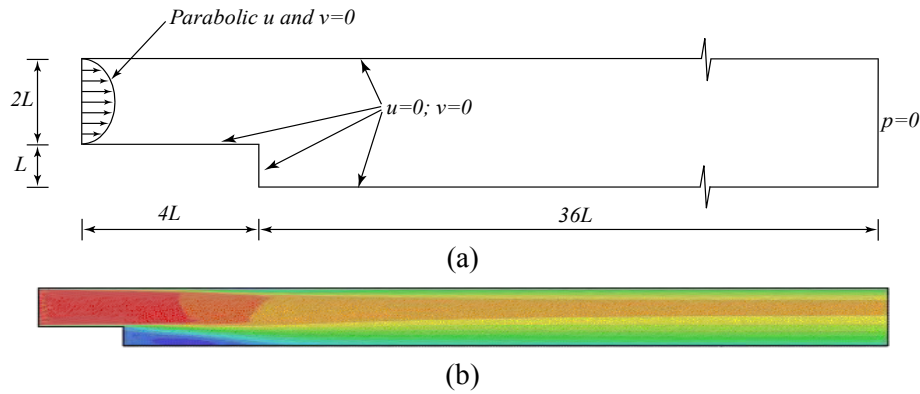 Parabolic u and v=0
2L
u=0; v=0
p=0
L
4L
36L
(a)
(b)